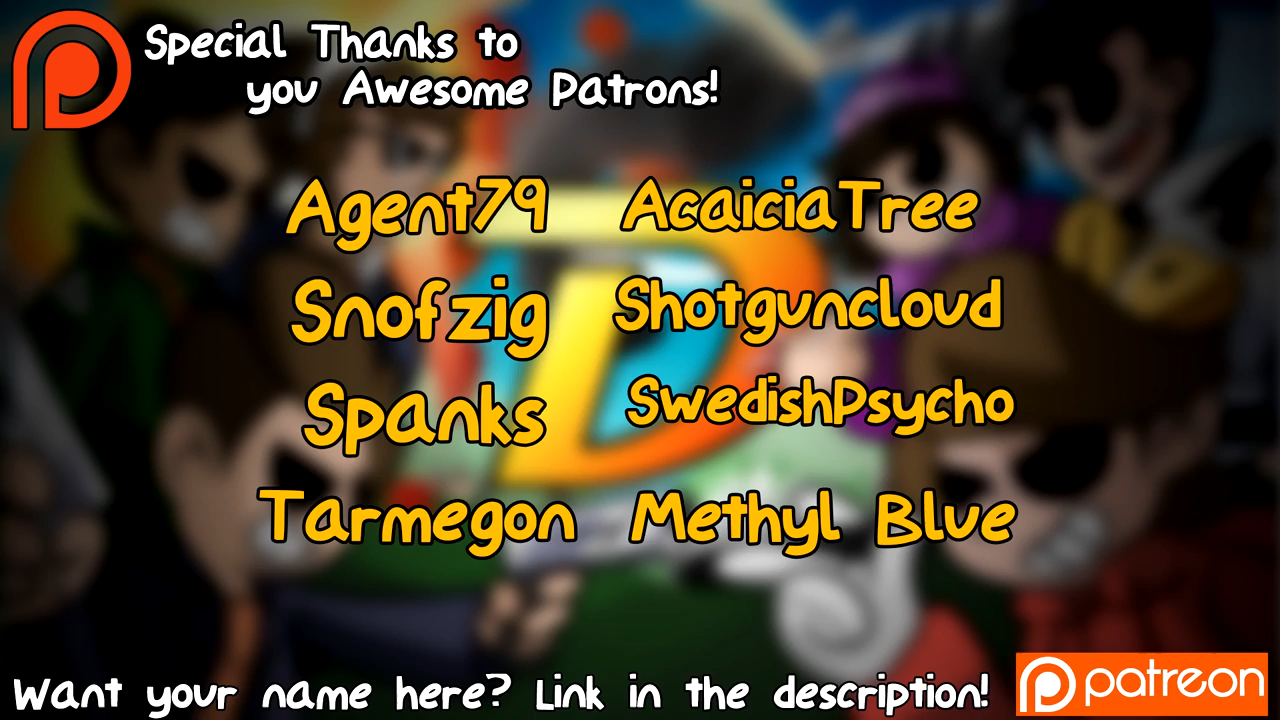 Special Thanks to
you Awesome Patrons!
Agent79
AcaiciaTree
Snofzig
Shotguncloud
Spanks
SwedishPsycho
Tarmegon
Methyl Blue
Want your name here? Link in the description!
patreon